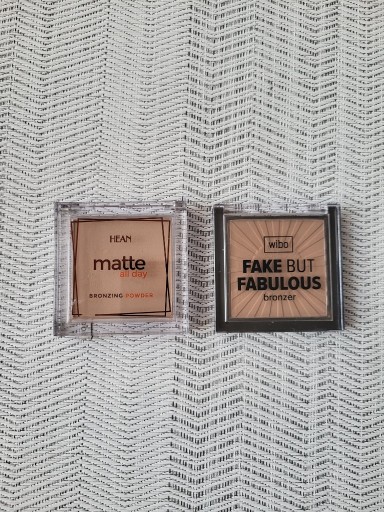 HEAN
matte
all day
BRONZING POWDER
wibo
FAKE BUT
FABULOUS
bronzer